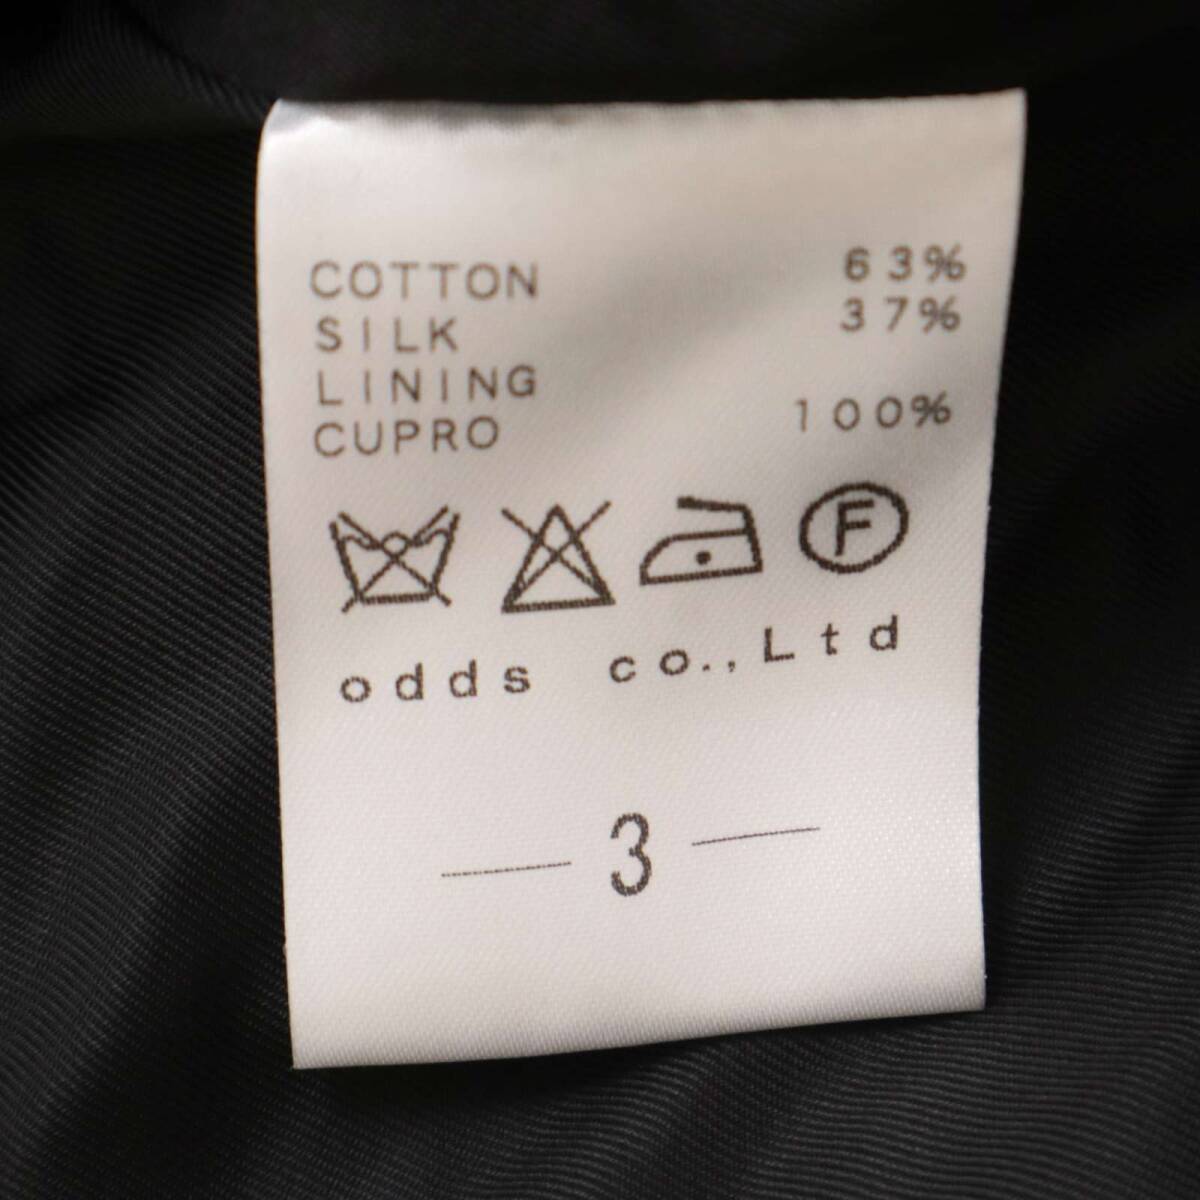 COTTON 63%
SILK 37%
LINING
CUPRO 100%
F
odds co.,Ltd
3